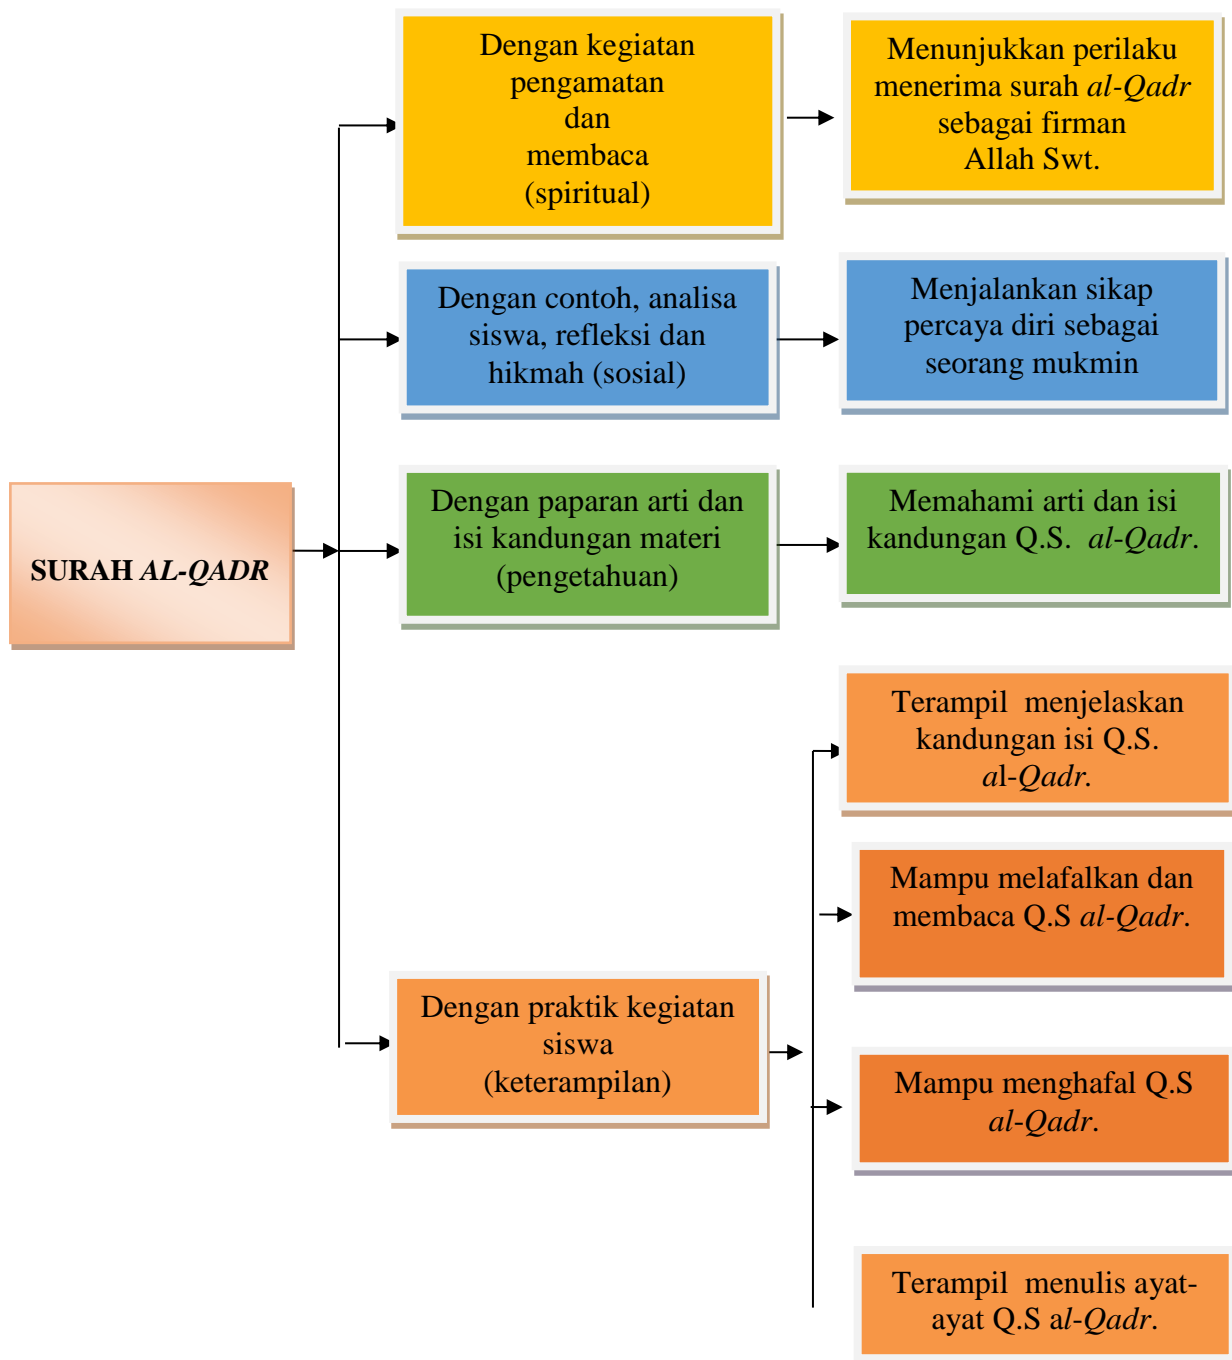 SURAH AL-QADR
Dengan kegiatan
pengamatan
dan
membaca
(spiritual)
Menunjukkan perilaku
menerima surah al-Qadr
sebagai firman
Allah Swt.
Dengan contoh, analisa
siswa, refleksi dan
hikmah (sosial)
Menjalankan sikap
percaya diri sebagai
seorang mukmin
Dengan paparan arti dan
isi kandungan materi
(pengetahuan)
Memahami arti dan isi
kandungan Q.S. al-Qadr.
Dengan praktik kegiatan
siswa
(keterampilan)
Terampil menjelaskan
kandungan isi Q.S.
al-Qadr.
Mampu melafalkan dan
membaca Q.S al-Qadr.
Mampu menghafal Q.S
al-Qadr.
Terampil menulis ayat-
ayat Q.S al-Qadr.